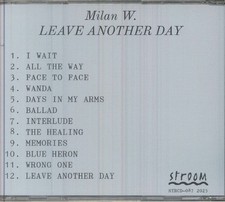 Milan W.
LEAVE ANOTHER DAY
1. I WAIT
2. ALL THE WAY
3. FACE TO FACE
4. WANDA
5. DAYS IN MY ARMS
6. BALLAD
7. INTERLUDE
8. THE HEALING
9. MEMORIES
10. BLUE HERON
11. WRONG ONE
12. LEAVE ANOTHER DAY
STROOM